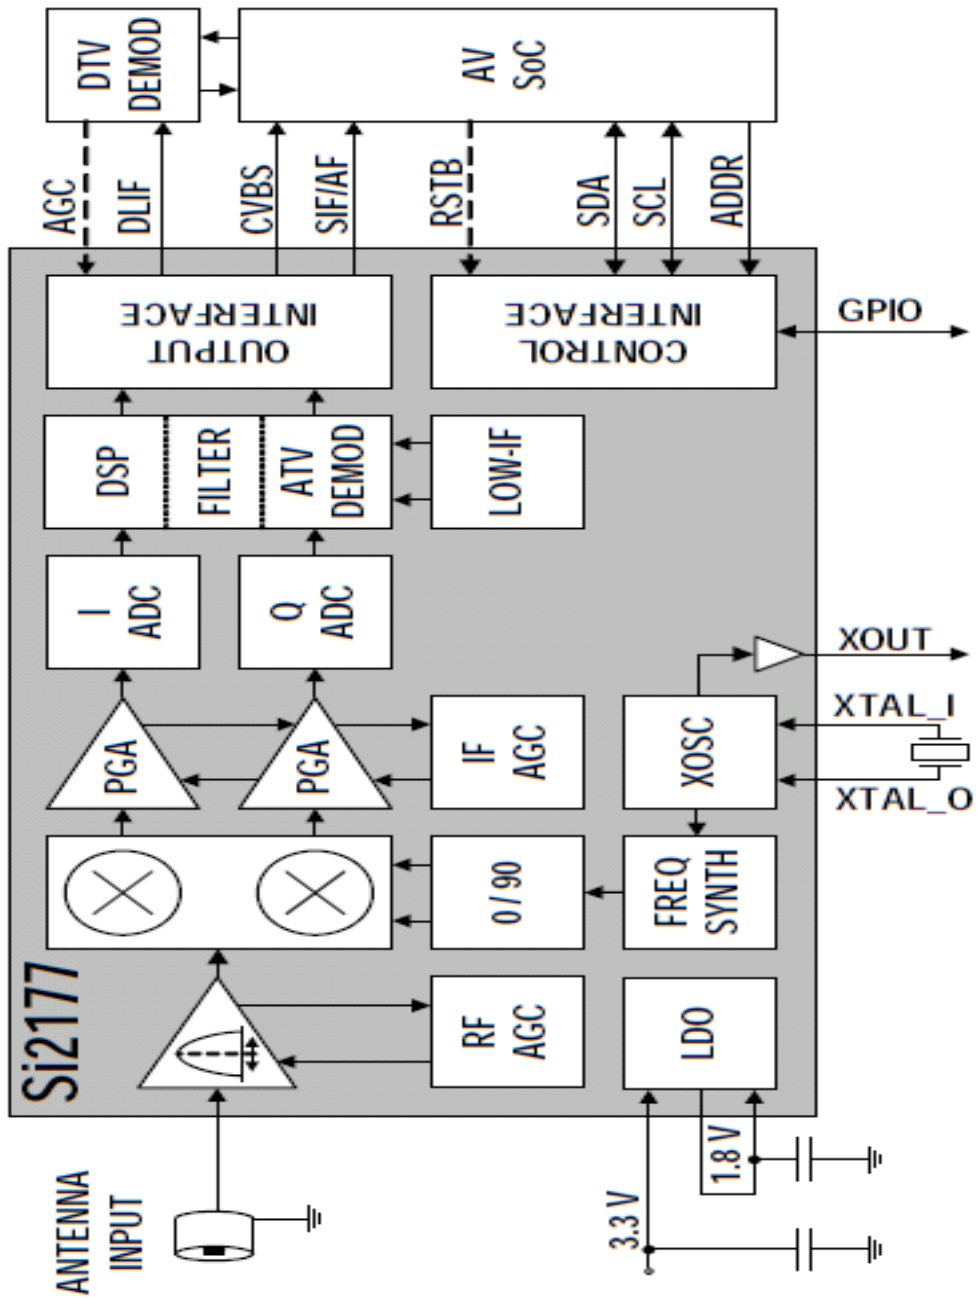 DTV
DEMOD
AV
SoC
AGC
DLIF
CVBS
SIF/AF
RSTB
SDA
SCL
ADDR
OUTPUT
INTERFACE
CONTROL
INTERFACE
GPIO
DSP
FILTER
ATV
DEMOD
LOW-IF
I
ADC
Q
ADC
XOUT
PGA
PGA
IF
AGC
XOSC
XTAL_I
XTAL_O
0/90
FREQ
SYNTH
Si2177
RF
AGC
LDO
ANTENNA
INPUT
3.3 V
1.8 V